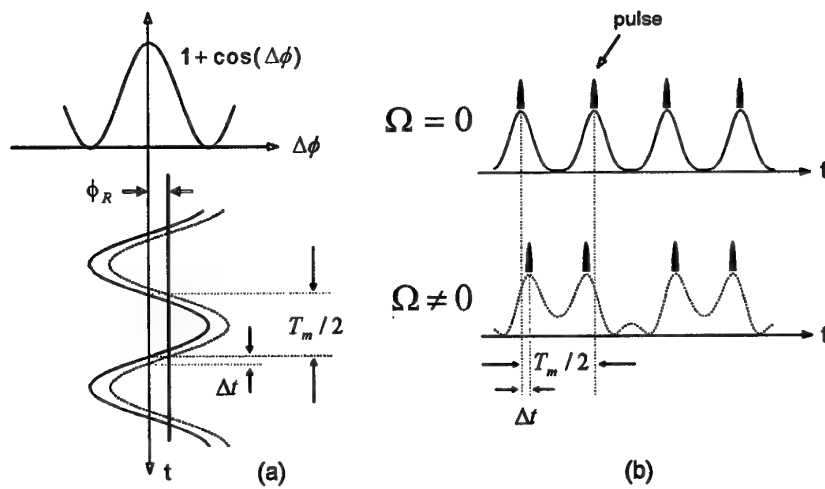 1 + cos(Δϕ)
Δϕ
ϕ_R
T_m / 2
Δt
t
(a)
pulse
Ω = 0
t
Ω ≠ 0
t
T_m / 2
Δt
(b)